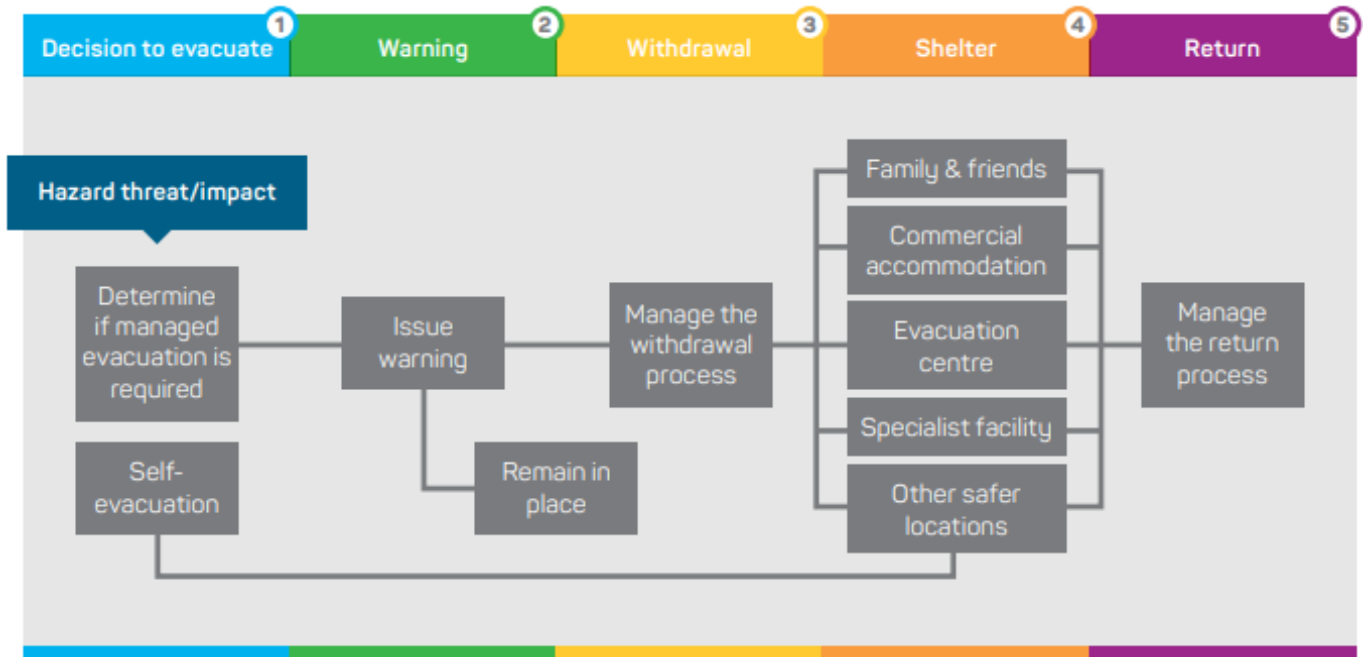 1
2
3
4
5
Decision to evacuate
Warning
Withdrawal
Shelter
Return
Hazard threat/impact
Determine
if managed
evacuation is
required
Self-
evacuation
Issue
warning
Remain in
place
Manage the
withdrawal
process
Family & friends
Commercial
accommodation
Evacuation
centre
Specialist facility
Other safer
locations
Manage
the return
process